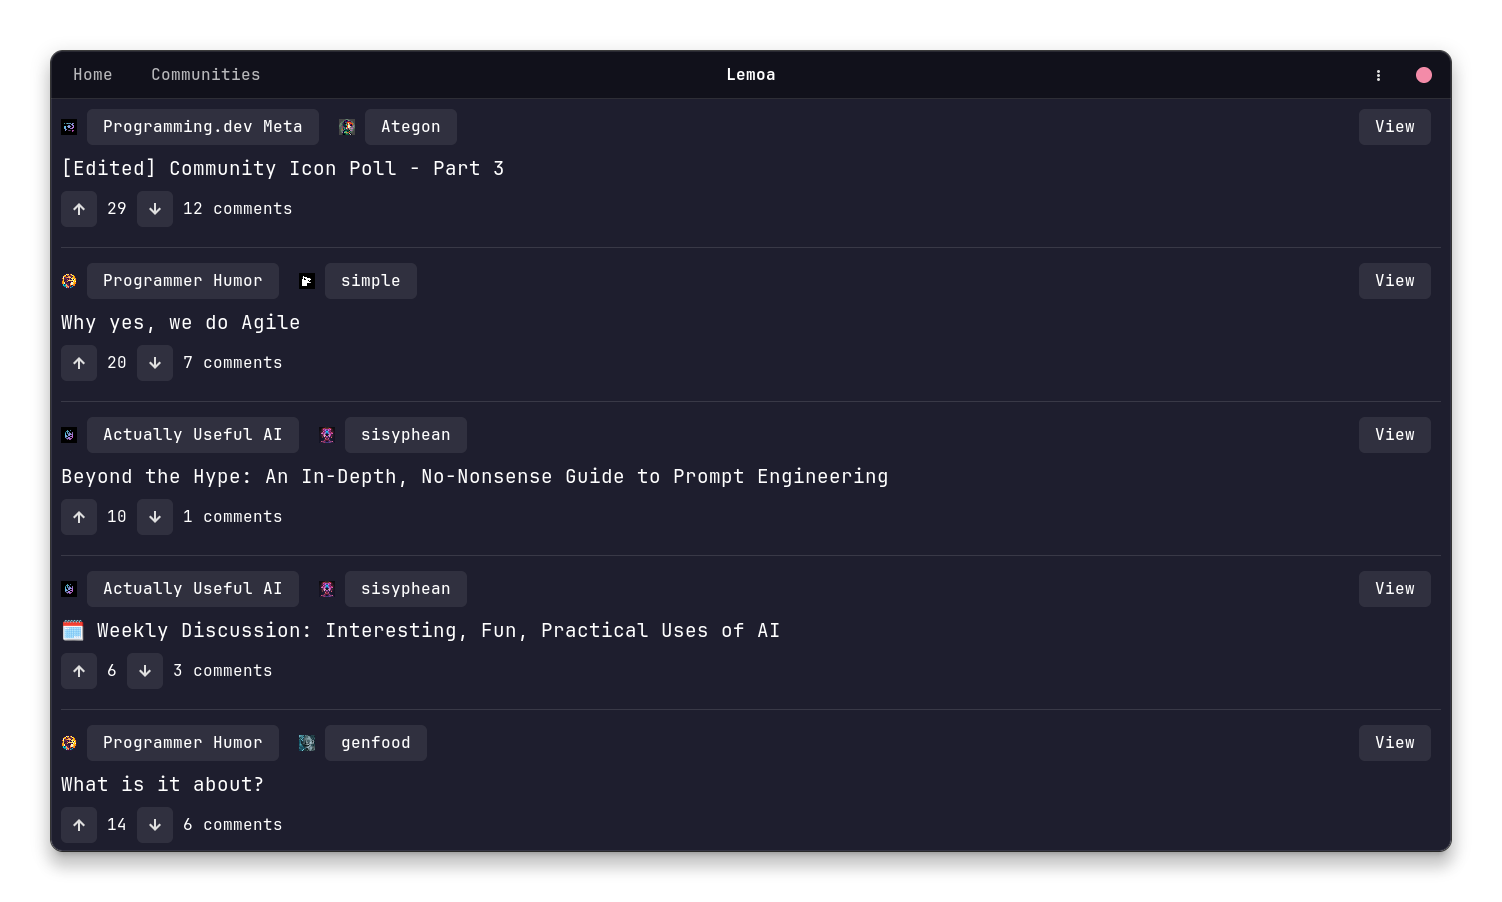 Home Communities Lemoa
Programming.dev Meta Ategon View
[Edited] Community Icon Poll - Part 3
29 12 comments
Programmer Humor simple View
Why yes, we do Agile
20 7 comments
Actually Useful AI sisyphean View
Beyond the Hype: An In-Depth, No-Nonsense Guide to Prompt Engineering
10 1 comments
Actually Useful AI sisyphean View
🗓️ Weekly Discussion: Interesting, Fun, Practical Uses of AI
6 3 comments
Programmer Humor genfood View
What is it about?
14 6 comments